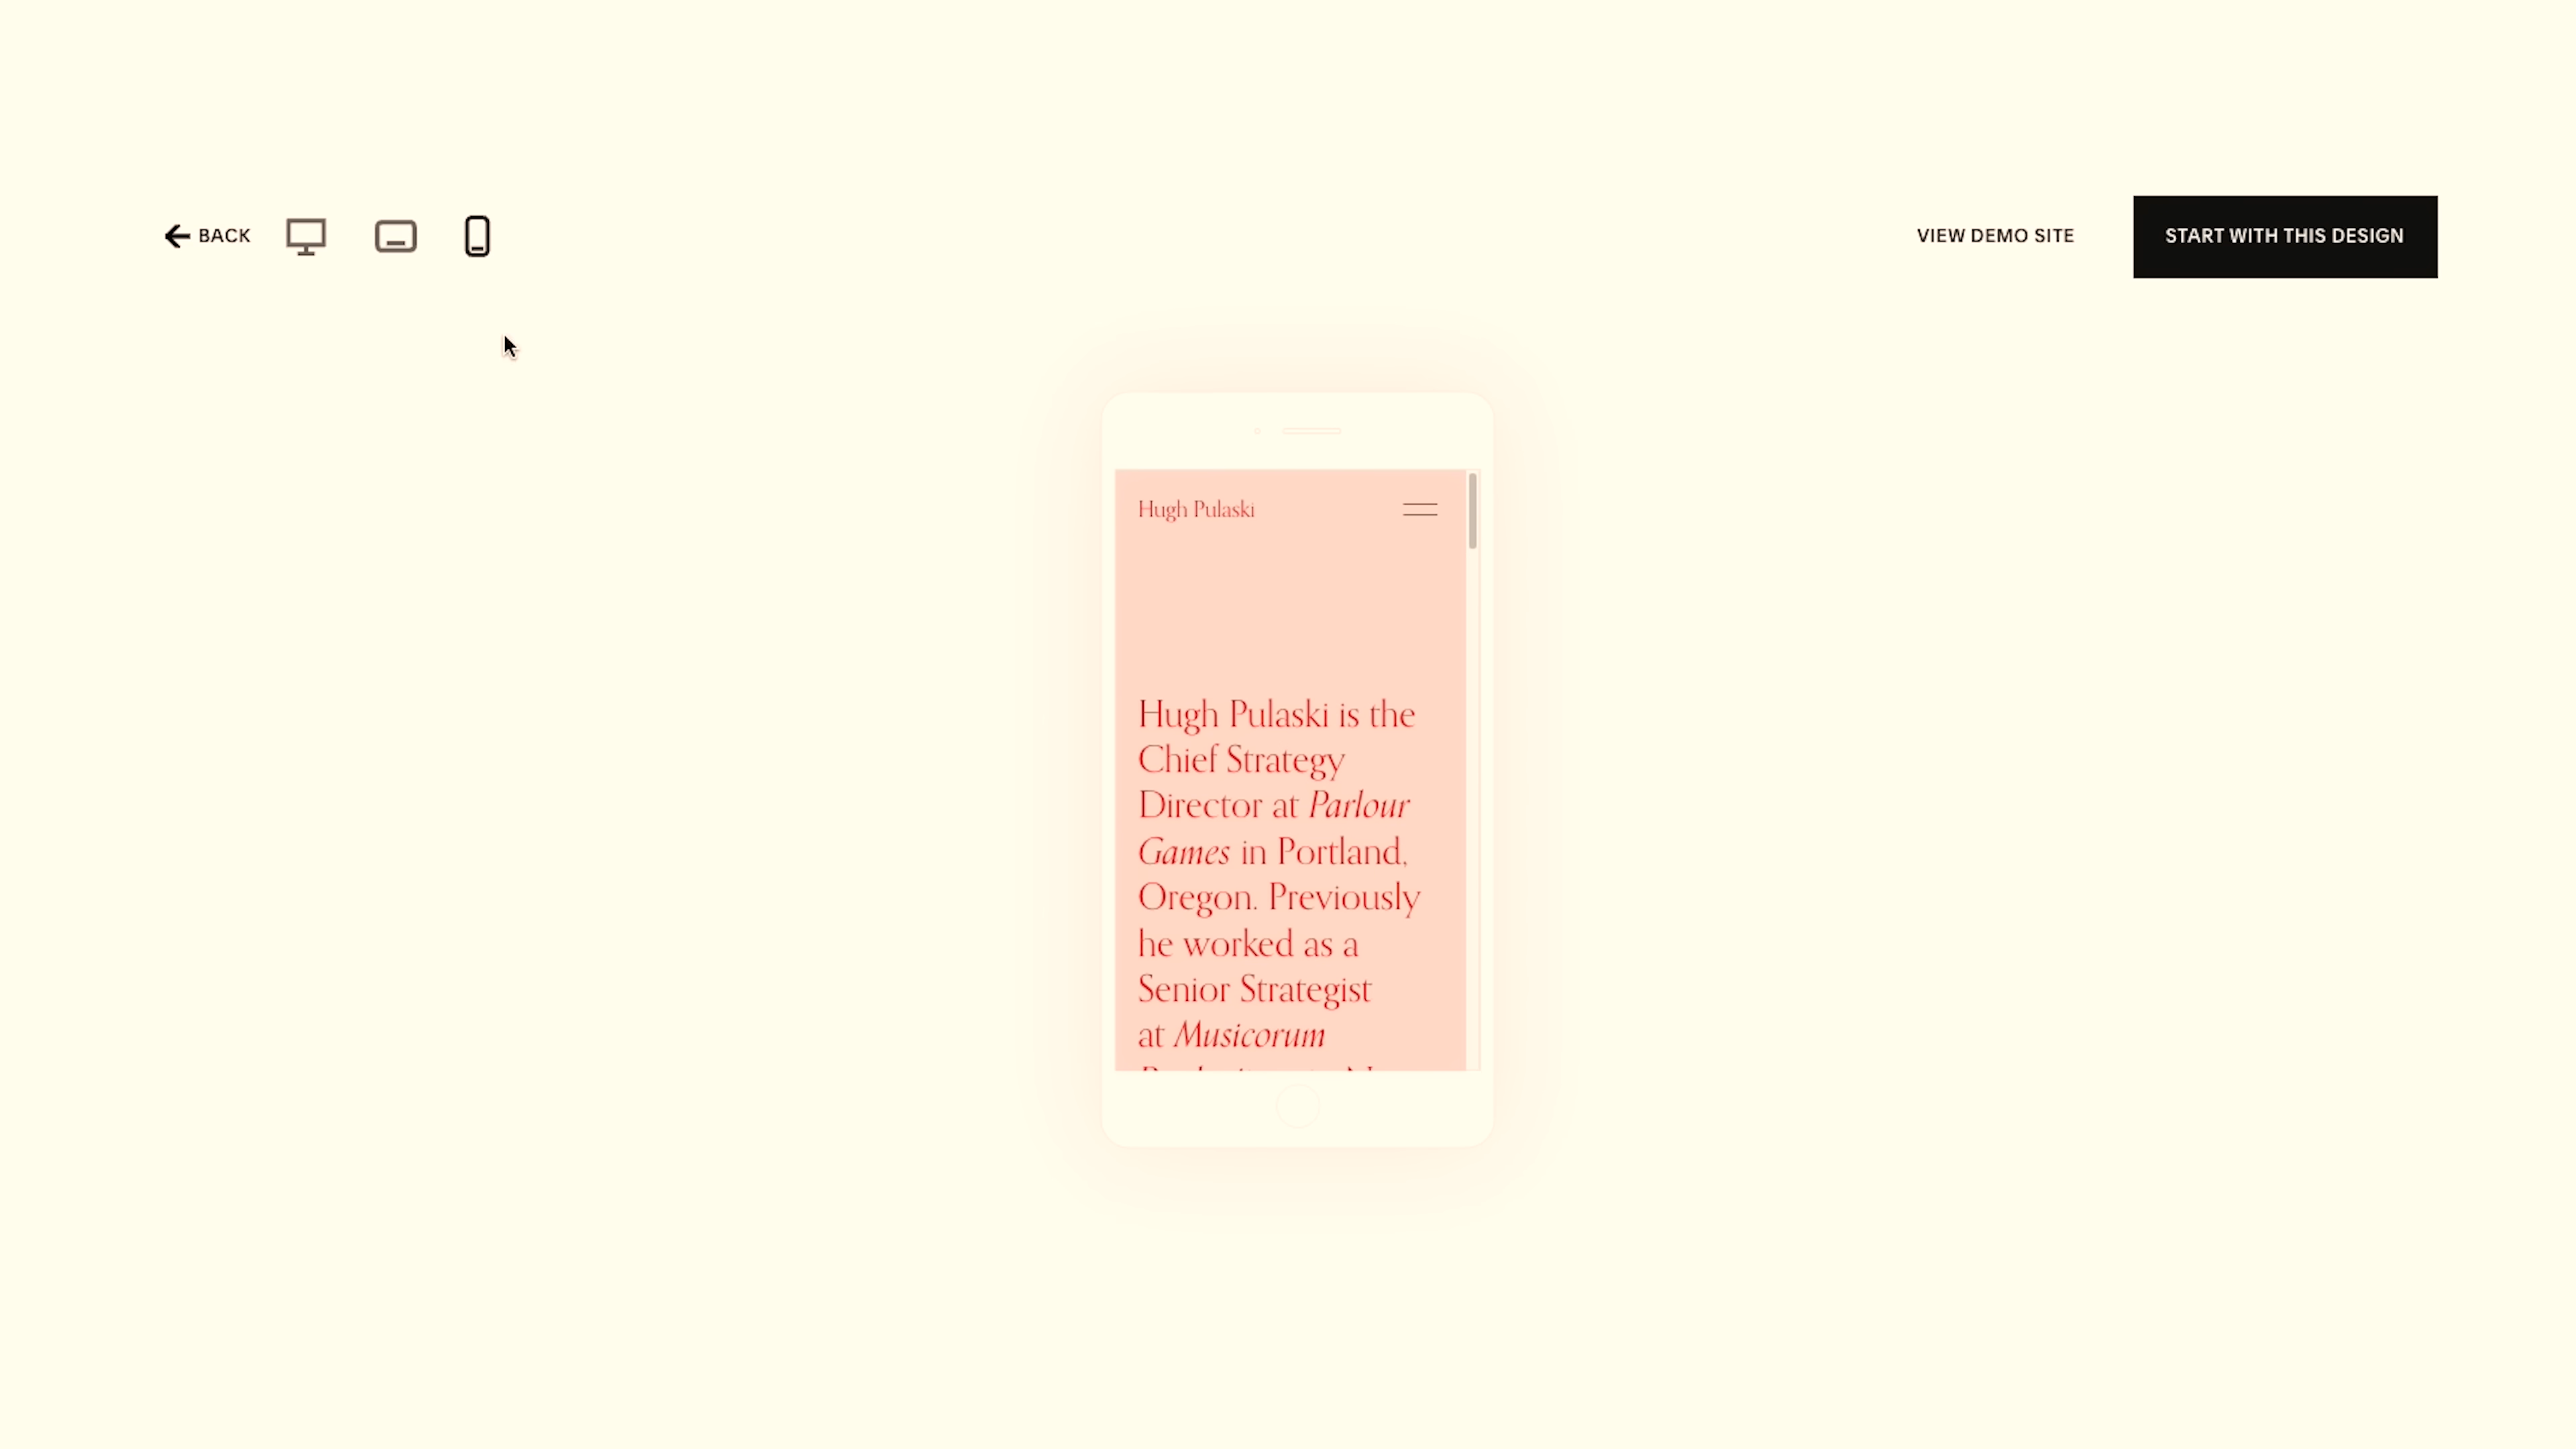 BACK
VIEW DEMO SITE
START WITH THIS DESIGN
Hugh Pulaski
Hugh Pulaski is the
Chief Strategy
Director at Parlour
Games in Portland,
Oregon. Previously
he worked as a
Senior Strategist
at Musicorum